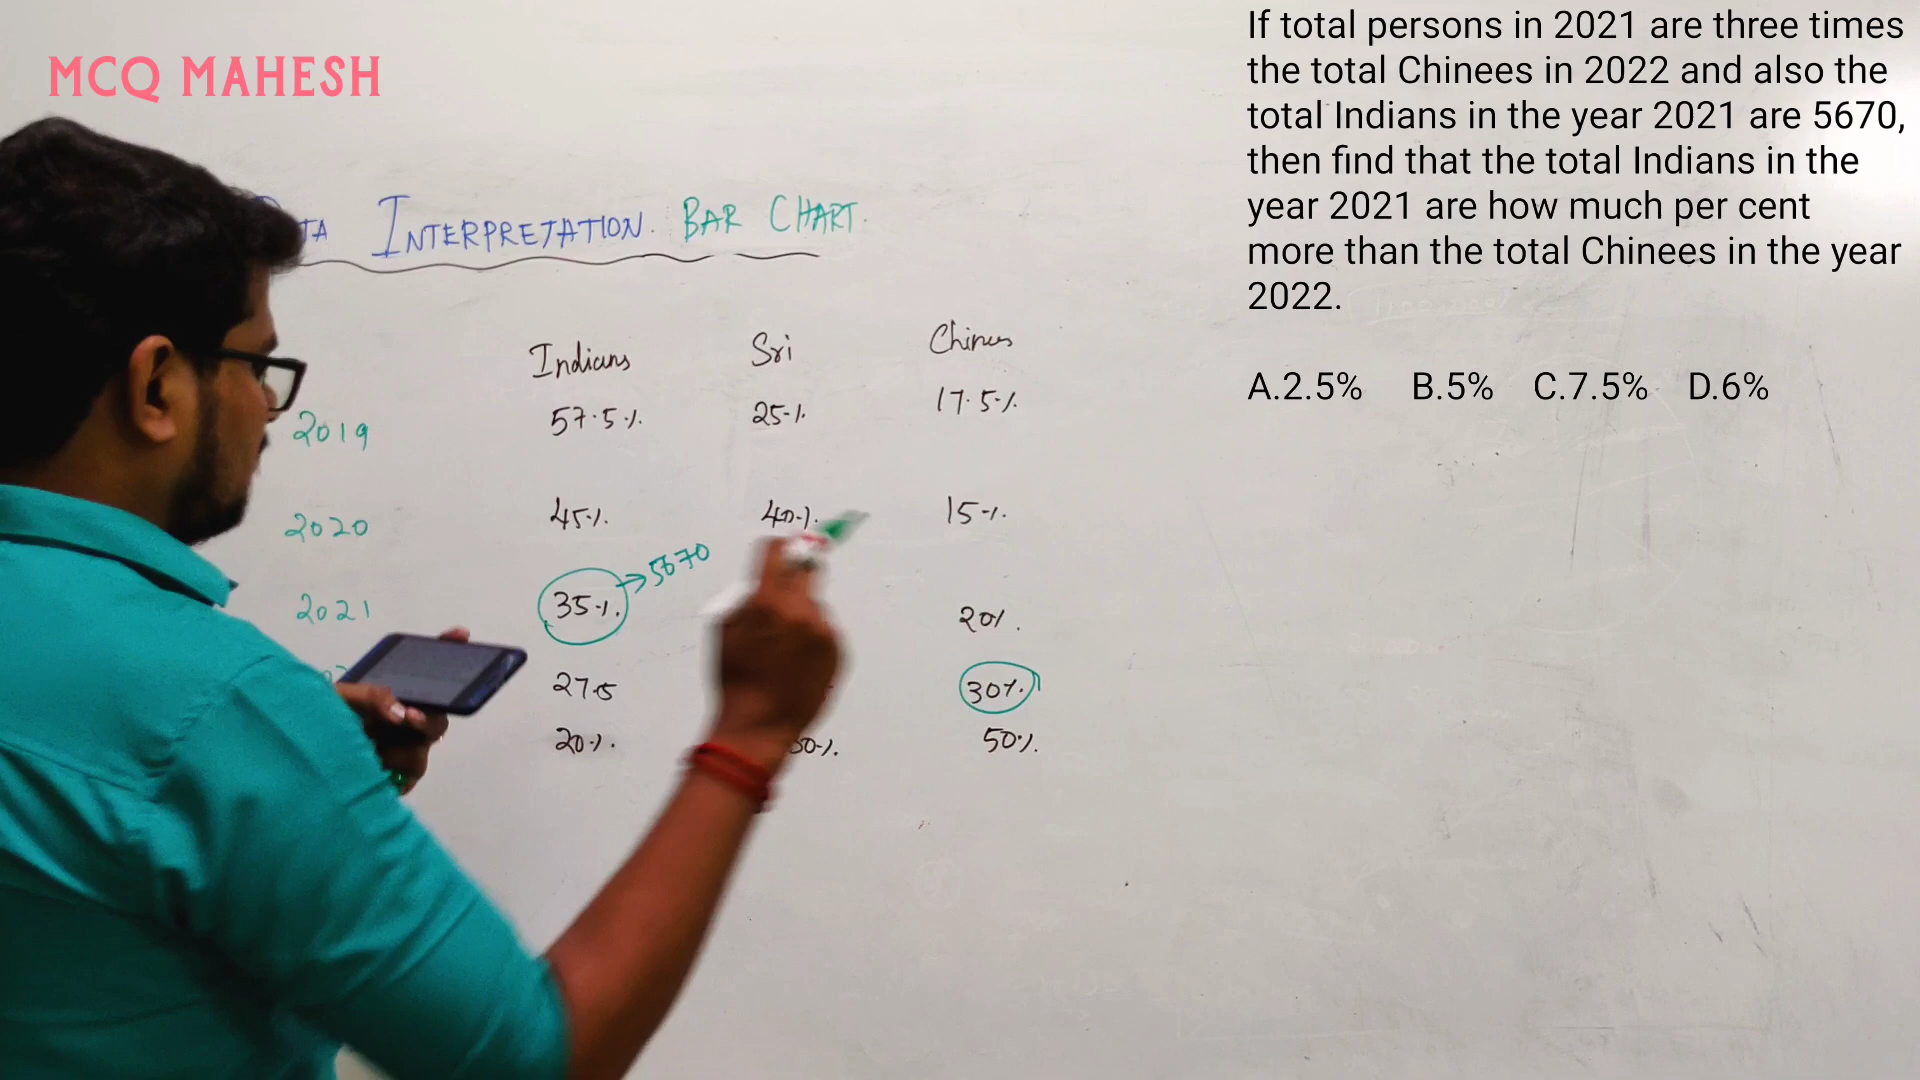 MCQ MAHESH
If total persons in 2021 are three times
the total Chinees in 2022 and also the
total Indians in the year 2021 are 5670,
then find that the total Indians in the
year 2021 are how much per cent
more than the total Chinees in the year
2022.
A.2.5% B.5% C.7.5% D.6%
INTERPRETATION. BAR CHART.
Indians Sri Chinees
2019 57.5% 25% 17.5%
2020 45% 40% 15%
2021 35% → 5670 20%
27.5 30%
20% 50%